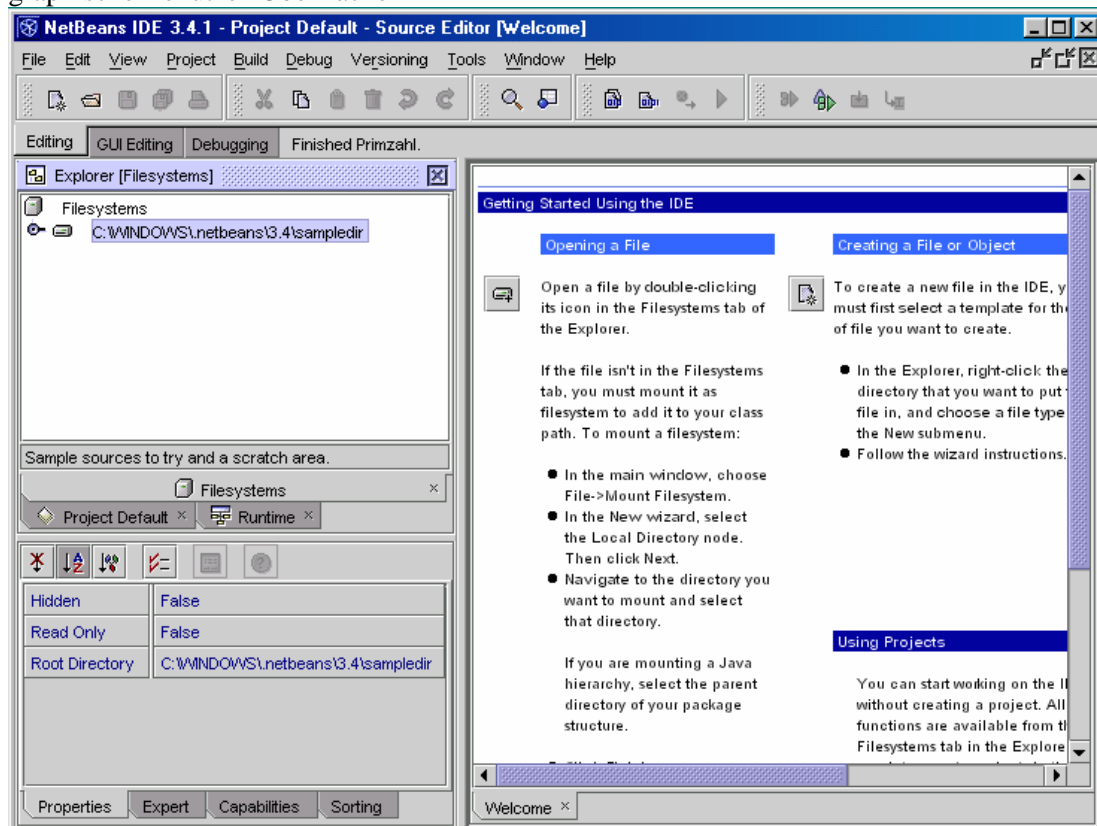 NetBeans IDE 3.4.1 - Project Default - Source Editor [Welcome]
File Edit View Project Build Debug Versioning Tools Window Help
Editing GUI Editing Debugging Finished Primzahl.
Explorer [Filesystems]
Filesystems
C:\WINDOWS\.netbeans\3.4\sampledir
Sample sources to try and a scratch area.
Filesystems
Project Default Runtime
Hidden False
Read Only False
Root Directory C:\WINDOWS\.netbeans\3.4\sampledir
Properties Expert Capabilities Sorting
Getting Started Using the IDE
Opening a File
Open a file by double-clicking
its icon in the Filesystems tab of
the Explorer.
If the file isn't in the Filesystems
tab, you must mount it as
filesystem to add it to your class
path. To mount a filesystem:
In the main window, choose
File->Mount Filesystem.
In the New wizard, select
the Local Directory node.
Then click Next.
Navigate to the directory you
want to mount and select
that directory.
If you are mounting a Java
hierarchy, select the parent
directory of your package
structure.
Creating a File or Object
To create a new file in the IDE, y
must first select a template for th
of file you want to create.
In the Explorer, right-click the
directory that you want to put
file in, and choose a file type
the New submenu.
Follow the wizard instructions.
Using Projects
You can start working on the I
without creating a project. All
functions are available from t
Filesystems tab in the Explore
Welcome